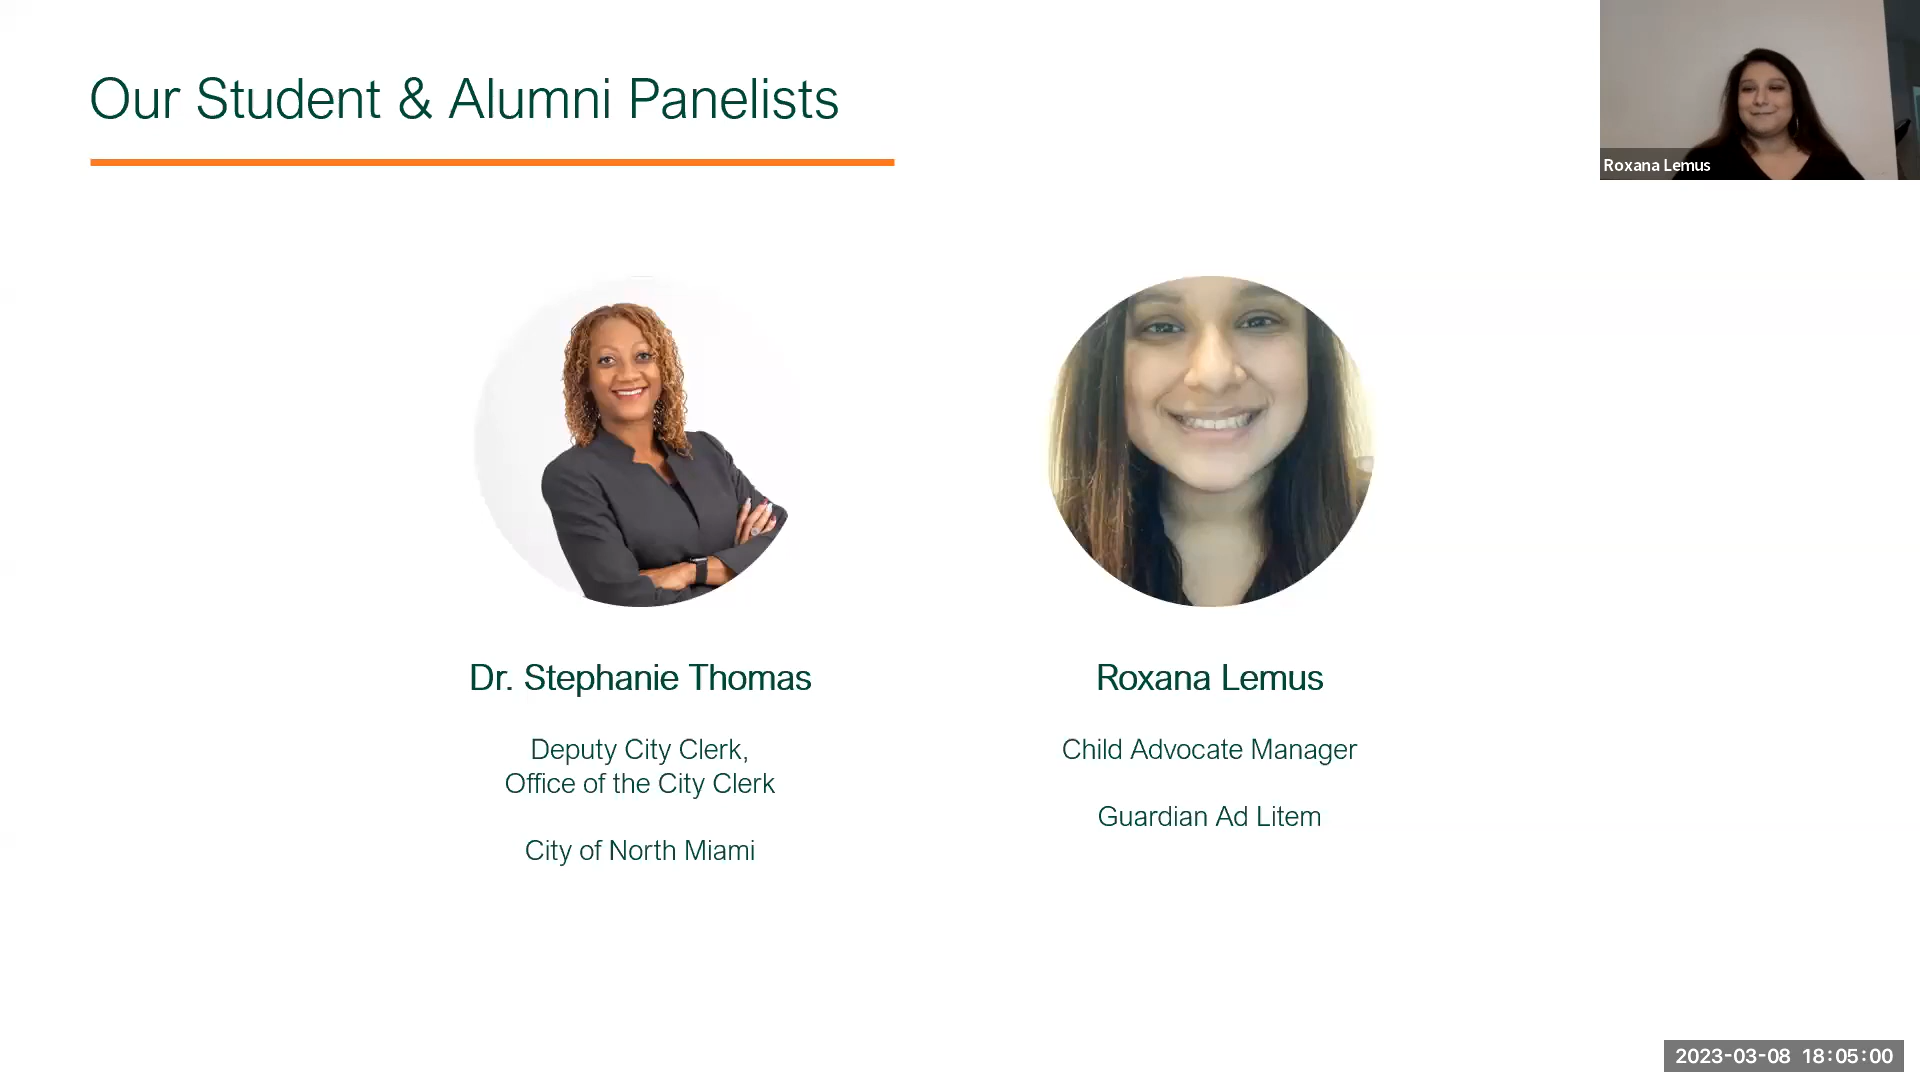 Our Student & Alumni Panelists
Roxana Lemus
Dr. Stephanie Thomas
Deputy City Clerk,
Office of the City Clerk
City of North Miami
Roxana Lemus
Child Advocate Manager
Guardian Ad Litem
2023-03-08 18:05:00